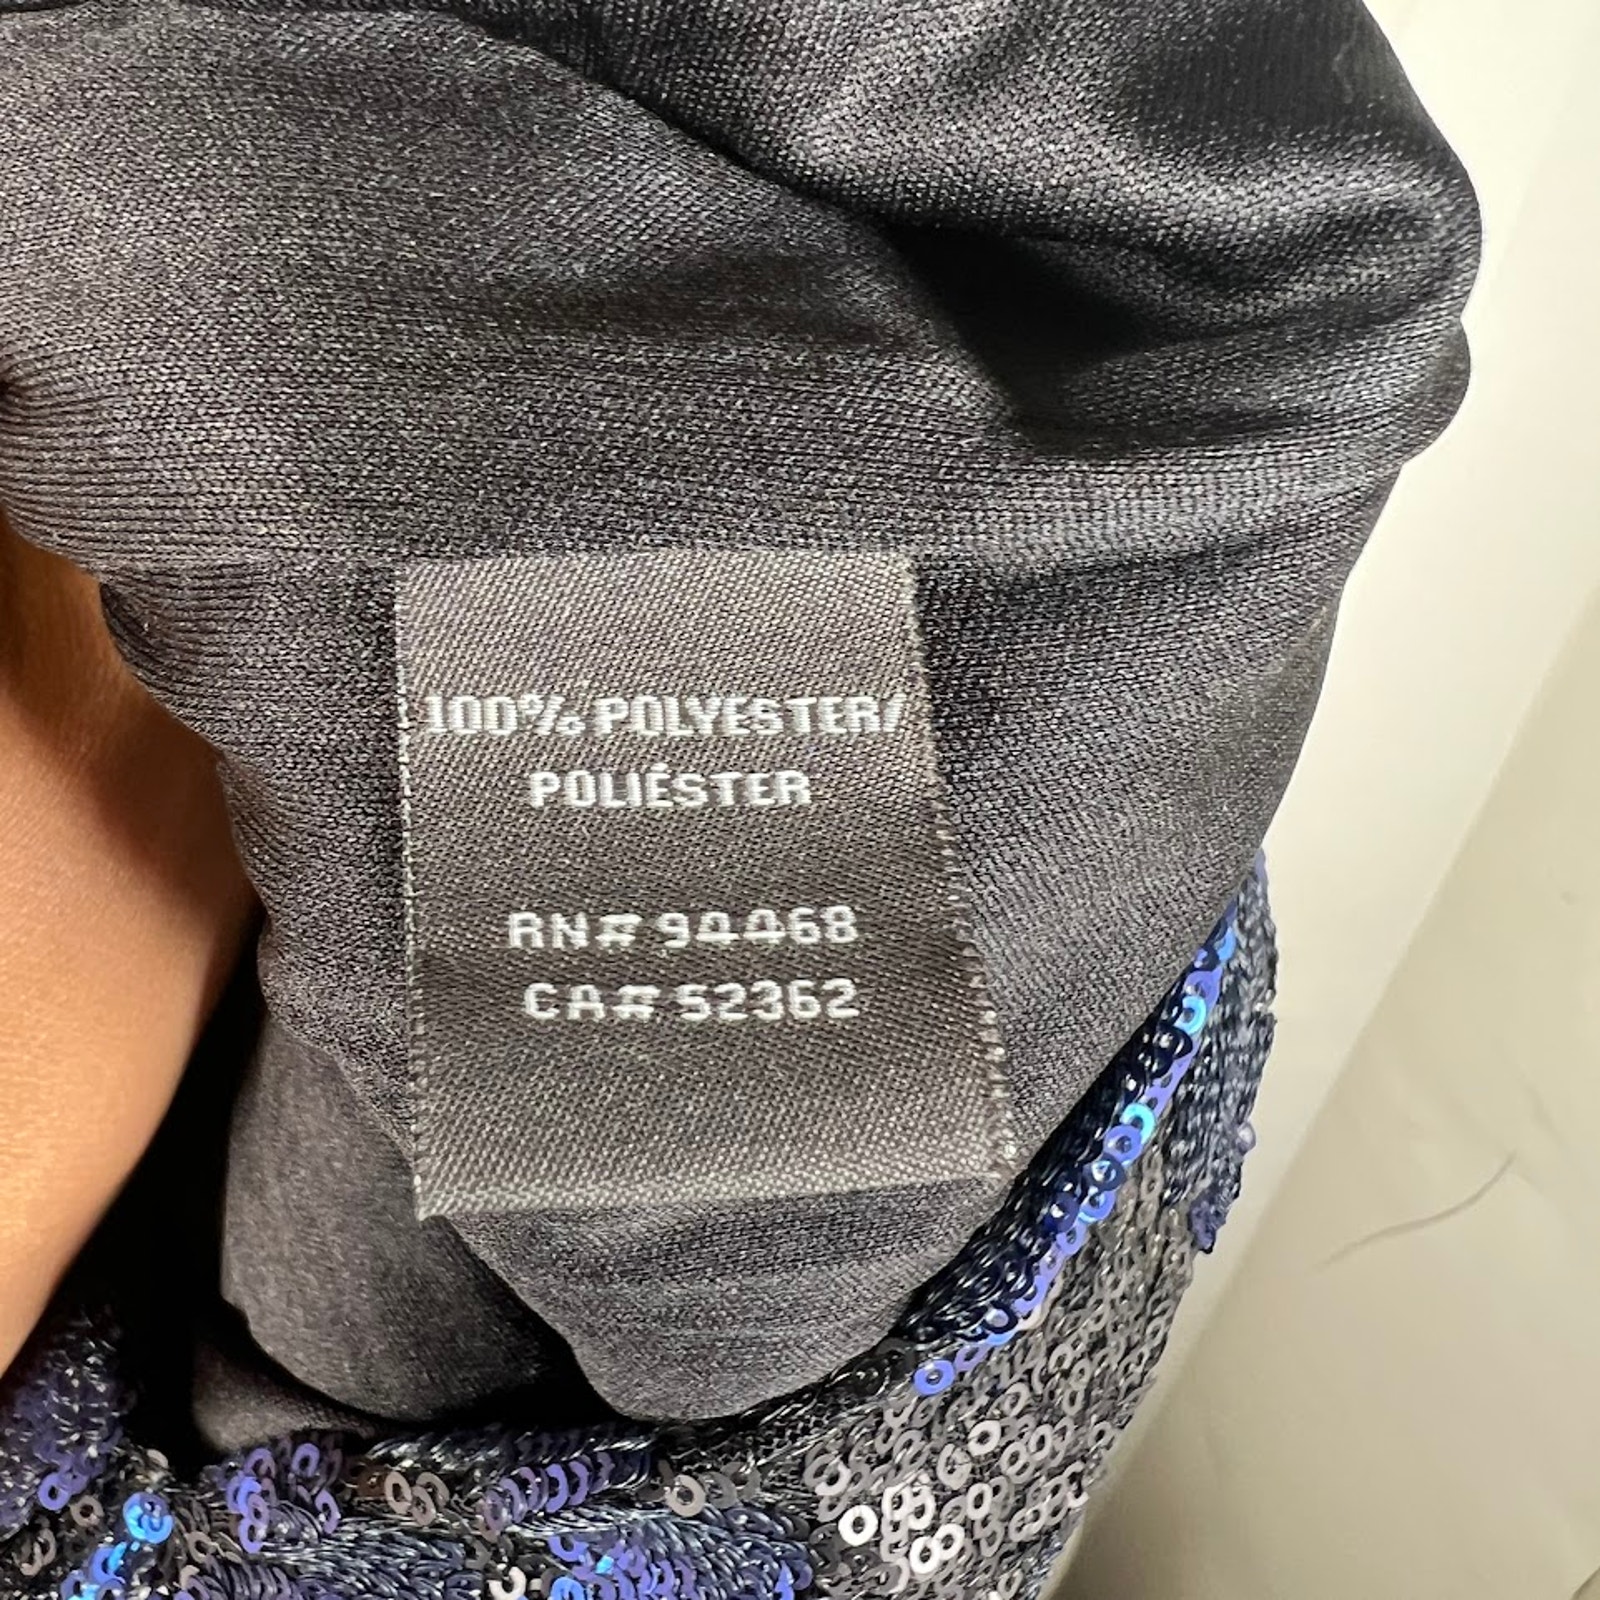 100% POLYESTER/
POLIÉSTER
RN# 94468
CA# 52362